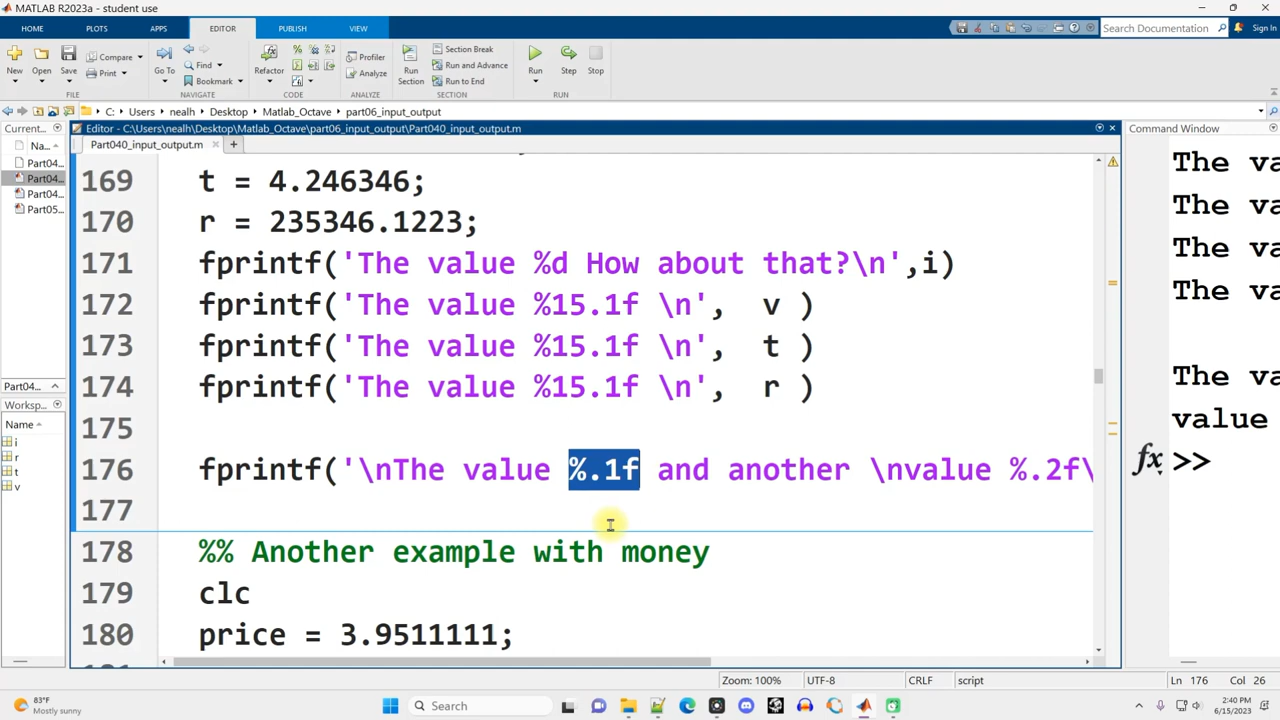 MATLAB R2023a - student use
HOME PLOTS APPS EDITOR PUBLISH VIEW Search Documentation Sign In
New Open Save Compare Print Go To Find Bookmark Refactor Profiler Analyze Run Section Section Break Run and Advance Run to End Run Step Stop
FILE NAVIGATE CODE ANALYZE SECTION RUN
C: Users nealh Desktop Matlab_Octave part06_input_output
Current... Editor - C:\Users\nealh\Desktop\Matlab_Octave\part06_input_output\Part040_input_output.m Command Window
Na... Part040_input_output.m +
Part04...
Part04...
Part04...
Part05...
169 t = 4.246346;
170 r = 235346.1223;
171 fprintf('The value %d How about that?\n',i)
172 fprintf('The value %15.1f \n', v )
173 fprintf('The value %15.1f \n', t )
174 fprintf('The value %15.1f \n', r )
175
176 fprintf('\nThe value %.1f and another \nvalue %.2f\
177
178 %% Another example with money
179 clc
180 price = 3.9511111;
Part04...
Worksp...
Name
i
r
t
v
The va
The va
The va
The va
The va
value
fx >>
Zoom: 100% UTF-8 CRLF script Ln 176 Col 26
83°F
Mostly sunny
Search
2:40 PM
6/15/2023